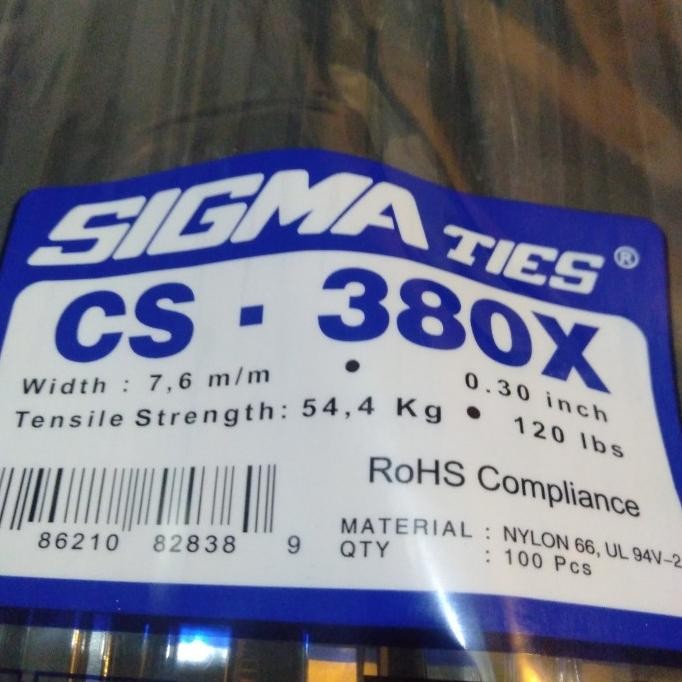 SIGMA TIES ®
CS - 380X
Width : 7,6 m/m • 0.30 inch
Tensile Strength: 54,4 Kg • 120 lbs
RoHS Compliance
MATERIAL : NYLON 66, UL 94V-2
QTY : 100 Pcs
86210 82838 9